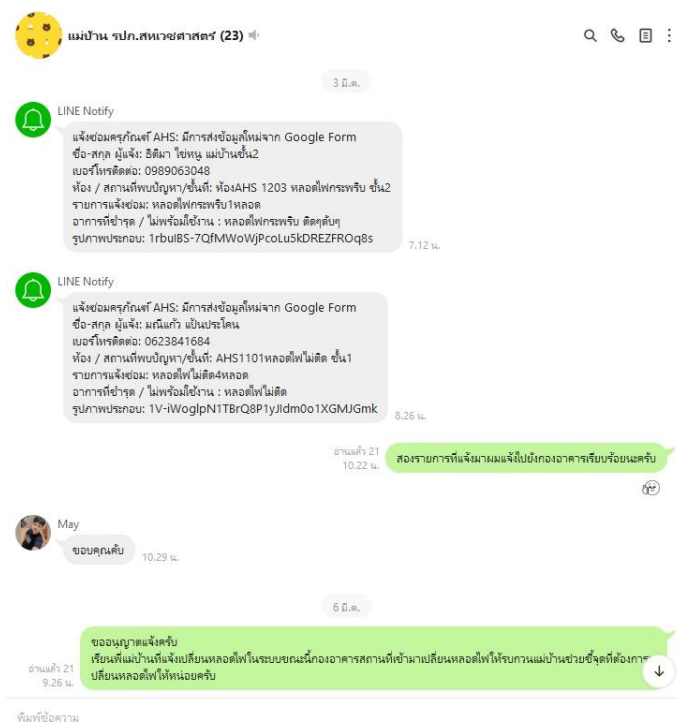 แม่บ้าน รปภ.สหเวชศาสตร์ (23)
3 มี.ค.
LINE Notify
แจ้งซ่อมครุภัณฑ์ AHS: มีการส่งข้อมูลใหม่จาก Google Form
ชื่อ-สกุล ผู้แจ้ง: ธิติมา ไข่หนู แม่บ้านชั้น2
เบอร์โทรติดต่อ: 0989063048
ห้อง / สถานที่พบปัญหา/ชั้นที่: ห้องAHS 1203 หลอดไฟกระพริบ ชั้น2
รายการแจ้งซ่อม: หลอดไฟกระพริบ1หลอด
อาการที่ชำรุด / ไม่พร้อมใช้งาน : หลอดไฟกระพริบ ติดๆดับๆ
รูปภาพประกอบ: 1rbuIBS-7QfMWoWjPcoLu5kDREZFROq8s
7.12 น.
LINE Notify
แจ้งซ่อมครุภัณฑ์ AHS: มีการส่งข้อมูลใหม่จาก Google Form
ชื่อ-สกุล ผู้แจ้ง: มณีแก้ว แป้นประโคน
เบอร์โทรติดต่อ: 0623841684
ห้อง / สถานที่พบปัญหา/ชั้นที่: AHS1101หลอดไฟไม่ติด ชั้น1
รายการแจ้งซ่อม: หลอดไฟไม่ติด4หลอด
อาการที่ชำรุด / ไม่พร้อมใช้งาน : หลอดไฟไม่ติด
รูปภาพประกอบ: 1V-iWoglpN1TBrQ8P1yJIdm0o1XGMJGmk
8.26 น.
อ่านแล้ว 21
10.22 น.
สองรายการที่แจ้งมาผมแจ้งไปยังกองอาคารเรียบร้อยนะครับ
May
ขอบคุณคับ
10.29 น.
6 มี.ค.
ขออนุญาตแจ้งครับ
เรียนพี่แม่บ้านที่แจ้งเปลี่ยนหลอดไฟในระบบขณะนี้กองอาคารสถานที่เข้ามาเปลี่ยนหลอดไฟให้รบกวนแม่บ้านช่วยชี้จุดที่ต้องการเ
ปลี่ยนหลอดไฟให้หน่อยครับ
อ่านแล้ว 21
9.26 น.
พิมพ์ข้อความ